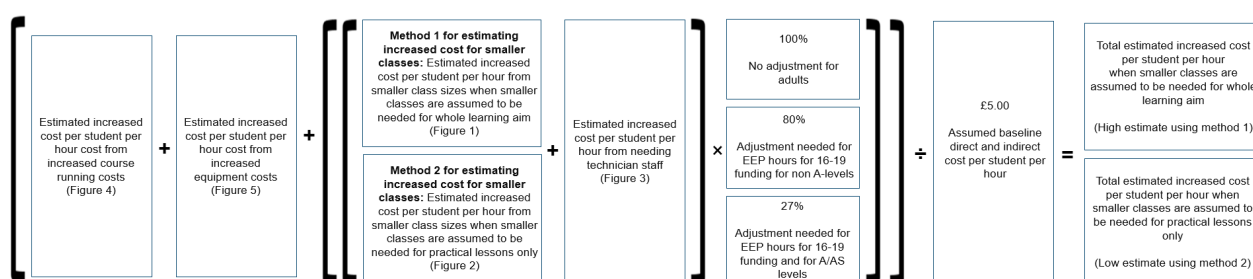 Estimated increased
cost per student per
hour cost from
increased course
running costs
(Figure 4)
+
Estimated increased
cost per student per
hour cost from
increased
equipment costs
(Figure 5)
+
Method 1 for estimating
increased cost for smaller
classes: Estimated increased
cost per student per hour from
smaller class sizes when smaller
classes are assumed to be
needed for whole learning aim
(Figure 1)
Method 2 for estimating
increased cost for smaller
classes: Estimated increased
cost per student per hour from
smaller class sizes when smaller
classes are assumed to be
needed for practical lessons only
(Figure 2)
+
Estimated increased
cost per student per
hour from needing
technician staff
(Figure 3)
×
100%
No adjustment for
adults
80%
Adjustment needed for
EEP hours for 16-19
funding for non A-levels
27%
Adjustment needed for
EEP hours for 16-19
funding and for A/AS
levels
÷
£5.00
Assumed baseline
direct and indirect
cost per student per
hour
=
Total estimated increased cost
per student per hour
when smaller classes are
assumed to be needed for whole
learning aim
(High estimate using method 1)
Total estimated increased cost
per student per hour when
smaller classes are assumed to
be needed for practical lessons
only
(Low estimate using method 2)